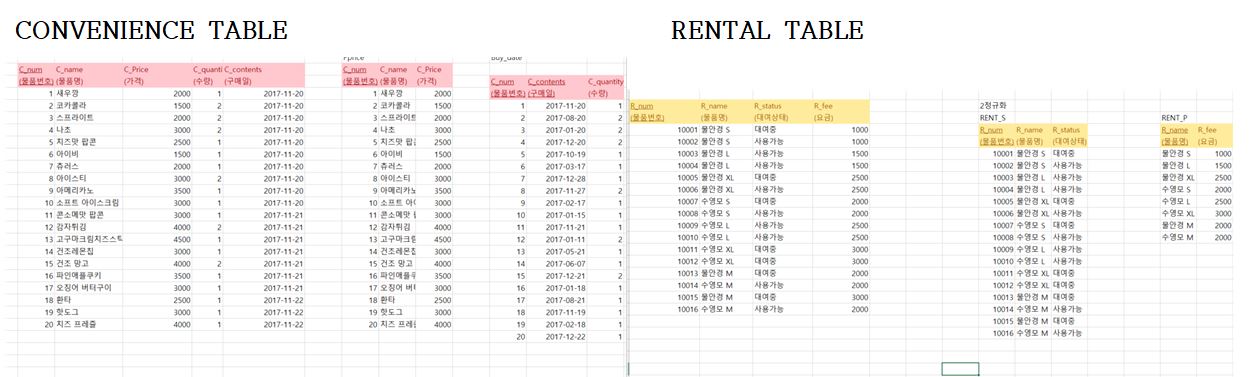 CONVENIENCE TABLE
RENTAL TABLE
C_num C_name C_Price C_quanti C_contents
(물품번호) (물품명) (가격) (수량) (구매일)
1 새우깡 2000 1 2017-11-20
2 코카콜라 1500 2 2017-11-20
3 스프라이트 2000 2 2017-11-20
4 나초 3000 2 2017-11-20
5 치즈맛 팝콘 2500 1 2017-11-20
6 아이비 1500 1 2017-11-20
7 츄러스 2000 1 2017-11-20
8 아이스티 3000 2 2017-11-20
9 아메리카노 3500 1 2017-11-20
10 소프트 아이스크림 3000 1 2017-11-20
11 콘소메맛 팝콘 3000 1 2017-11-21
12 감자튀김 4000 2 2017-11-21
13 고구마크림치즈스틱 4500 1 2017-11-21
14 건조레몬칩 3000 1 2017-11-21
15 건조 망고 4000 2 2017-11-21
16 파인애플쿠키 3500 1 2017-11-21
17 오징어 버터구이 3000 1 2017-11-21
18 환타 2500 1 2017-11-22
19 핫도그 3000 1 2017-11-22
20 치즈 프레즐 4000 1 2017-11-22
Pprice
C_num C_name C_Price
(물품번호) (물품명) (가격)
1 새우깡 2000
2 코카콜라 1500
3 스프라이트 2000
4 나초 3000
5 치즈맛 팝 2500
6 아이비 1500
7 츄러스 2000
8 아이스티 3000
9 아메리카 3500
10 소프트 아 3000
11 콘소메맛 3000
12 감자튀김 4000
13 고구마크림 4500
14 건조레몬칩 3000
15 건조 망고 4000
16 파인애플 3500
17 오징어 버 3000
18 환타 2500
19 핫도그 3000
20 치즈 프레 4000
Buy_date
C_num C_contents C_quantity
(물품번호) (구매일) (수량)
1 2017-11-20 1
2 2017-08-20 2
3 2017-01-20 2
4 2017-12-20 2
5 2017-10-19 1
6 2017-03-17 1
7 2017-12-28 1
8 2017-11-27 2
9 2017-02-17 1
10 2017-01-15 1
11 2017-11-21 1
12 2017-01-11 2
13 2017-05-21 1
14 2017-06-07 1
15 2017-12-21 2
16 2017-01-18 1
17 2017-08-21 1
18 2017-11-19 1
19 2017-02-18 1
20 2017-12-22 1
R_num R_name R_status R_fee
(물품번호) (물품명) (대여상태) (요금)
10001 물안경 S 대여중 1000
10002 물안경 S 사용가능 1000
10003 물안경 L 사용가능 1500
10004 물안경 L 사용가능 1500
10005 물안경 XL 대여중 2500
10006 물안경 XL 사용가능 2500
10007 수영모 S 대여중 2000
10008 수영모 S 사용가능 2000
10009 수영모 L 사용가능 2500
10010 수영모 L 사용가능 2500
10011 수영모 XL 대여중 3000
10012 수영모 XL 사용가능 3000
10013 물안경 M 대여중 2000
10014 수영모 M 사용가능 2000
10015 물안경 M 대여중 3000
10016 수영모 M 사용가능 2000
2정규화
RENT_S
R_num R_name R_status
(물품번호) (물품명) (대여상태)
10001 물안경 S 대여중
10002 물안경 S 사용가능
10003 물안경 L 사용가능
10004 물안경 L 사용가능
10005 물안경 XL 대여중
10006 물안경 XL 사용가능
10007 수영모 S 대여중
10008 수영모 S 사용가능
10009 수영모 L 사용가능
10010 수영모 L 사용가능
10011 수영모 XL 대여중
10012 수영모 XL 사용가능
10013 물안경 M 대여중
10014 수영모 M 사용가능
10015 물안경 M 대여중
10016 수영모 M 사용가능
RENT_P
R_name R_fee
(물품명) (요금)
물안경 S 1000
물안경 L 1500
물안경 XL 2500
수영모 S 2000
수영모 L 2500
수영모 XL 3000
물안경 M 2000
수영모 M 2000